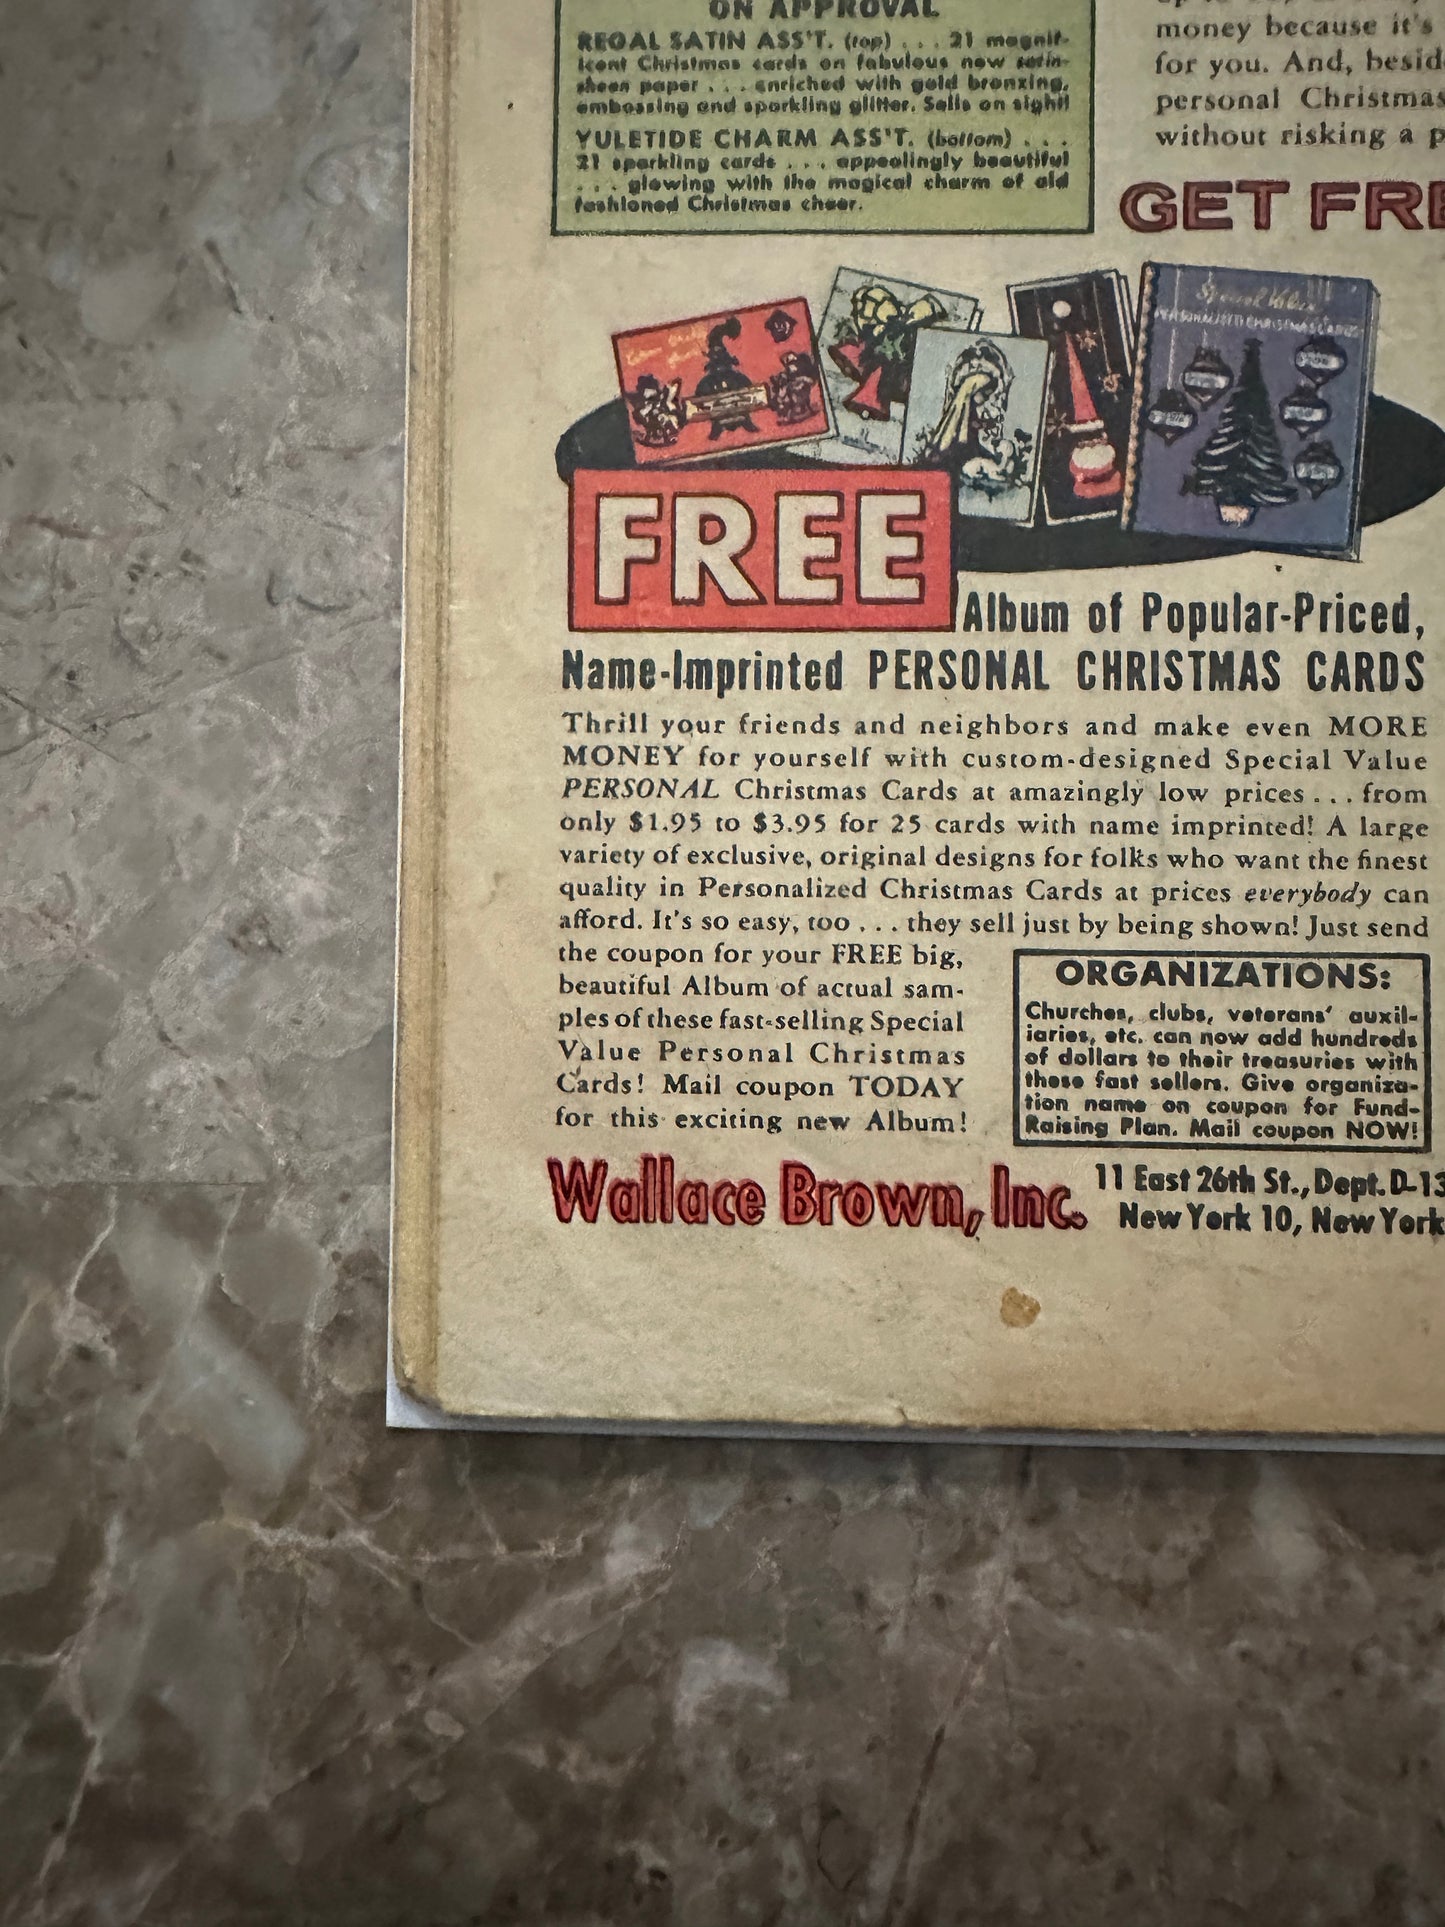 ON APPROVAL
REGAL SATIN ASS'T. (top) . . . 21 magnif-
icent Christmas cards on fabulous new satin-
sheen paper . . . enriched with gold bronzing,
embossing and sparkling glitter. Sells on sight!
YULETIDE CHARM ASS'T. (bottom) . . .
21 sparkling cards . . . appealingly beautiful
. . . glowing with the magical charm of old
fashioned Christmas cheer.
money because it's
for you. And, besid
personal Christmas
without risking a p
GET FRE
Special Value
PERSONALIZED CHRISTMAS CARDS
FREE
Album of Popular-Priced,
Name-Imprinted PERSONAL CHRISTMAS CARDS
Thrill your friends and neighbors and make even MORE
MONEY for yourself with custom-designed Special Value
PERSONAL Christmas Cards at amazingly low prices . . . from
only $1.95 to $3.95 for 25 cards with name imprinted! A large
variety of exclusive, original designs for folks who want the finest
quality in Personalized Christmas Cards at prices everybody can
afford. It's so easy, too . . . they sell just by being shown! Just send
the coupon for your FREE big,
beautiful Album of actual sam-
ples of these fast-selling Special
Value Personal Christmas
Cards! Mail coupon TODAY
for this exciting new Album!
ORGANIZATIONS:
Churches, clubs, veterans' auxil-
iaries, etc. can now add hundreds
of dollars to their treasuries with
these fast sellers. Give organiza-
tion name on coupon for Fund-
Raising Plan. Mail coupon NOW!
Wallace Brown, Inc.
11 East 26th St., Dept. D-13
New York 10, New York